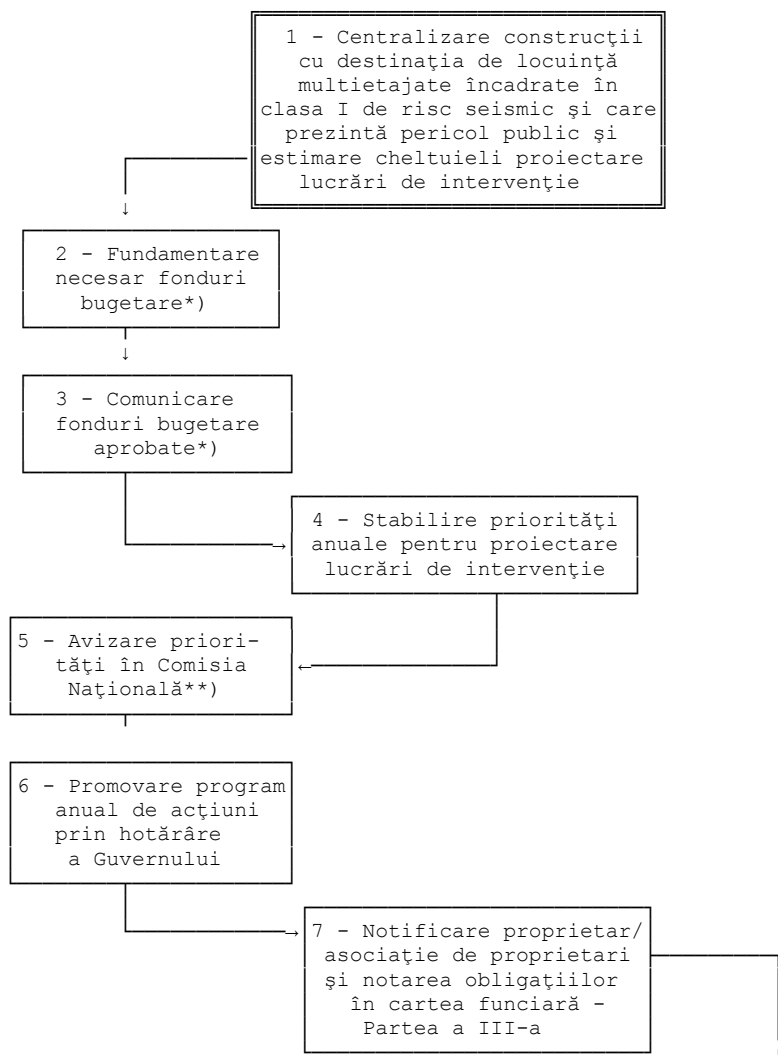 1 - Centralizare construcţii
cu destinaţia de locuinţă
multietajate încadrate în
clasa I de risc seismic şi care
prezintă pericol public şi
estimare cheltuieli proiectare
lucrări de intervenţie
2 - Fundamentare
necesar fonduri
bugetare*)
3 - Comunicare
fonduri bugetare
aprobate*)
4 - Stabilire priorităţi
anuale pentru proiectare
lucrări de intervenţie
5 - Avizare priori-
tăţi în Comisia
Naţională**)
6 - Promovare program
anual de acţiuni
prin hotărâre
a Guvernului
7 - Notificare proprietar/
asociaţie de proprietari
şi notarea obligaţiilor
în cartea funciară -
Partea a III-a